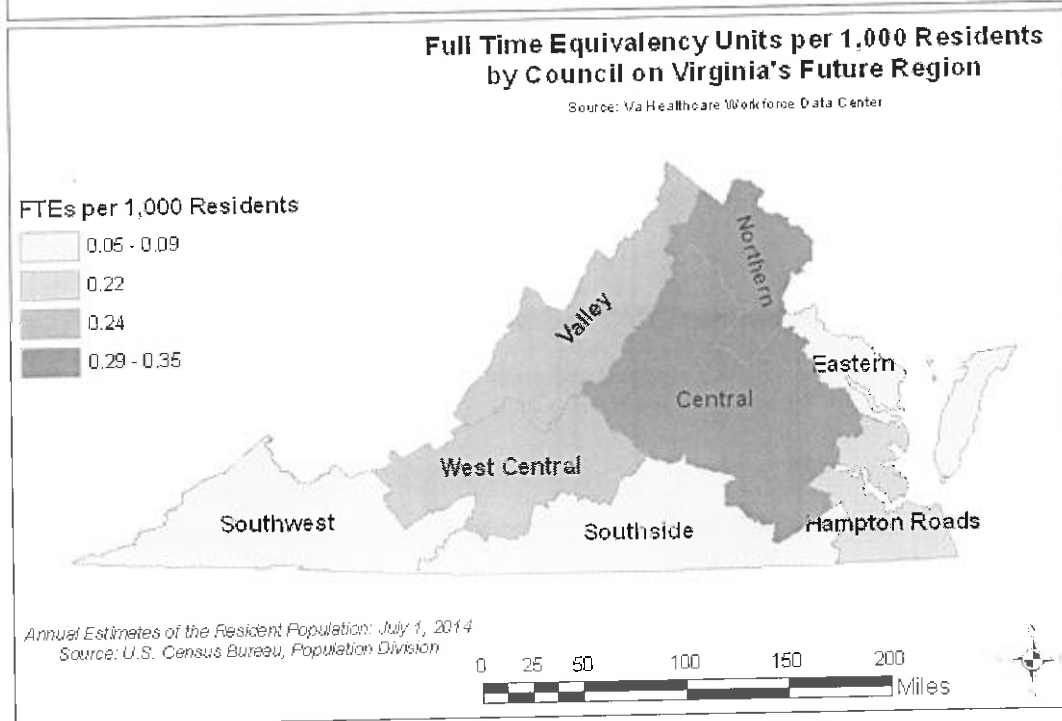 Full Time Equivalency Units per 1,000 Residents
by Council on Virginia's Future Region
Source: Va Healthcare Workforce Data Center
FTEs per 1,000 Residents
0.05 - 0.09
0.22
0.24
0.29 - 0.35
Northern
Valley
Eastern
Central
West Central
Southwest
Southside
Hampton Roads
Annual Estimates of the Resident Population: July 1, 2014
Source: U.S. Census Bureau, Population Division
0 25 50 100 150 200
Miles